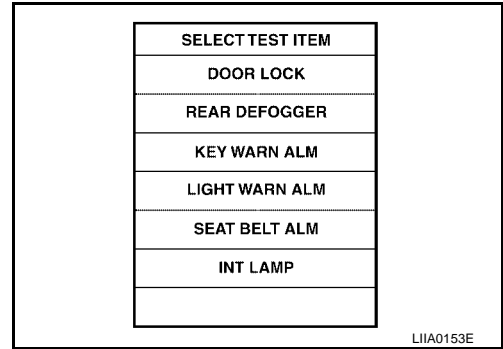 SELECT TEST ITEM
DOOR LOCK
REAR DEFOGGER
KEY WARN ALM
LIGHT WARN ALM
SEAT BELT ALM
INT LAMP
LIIA0153E